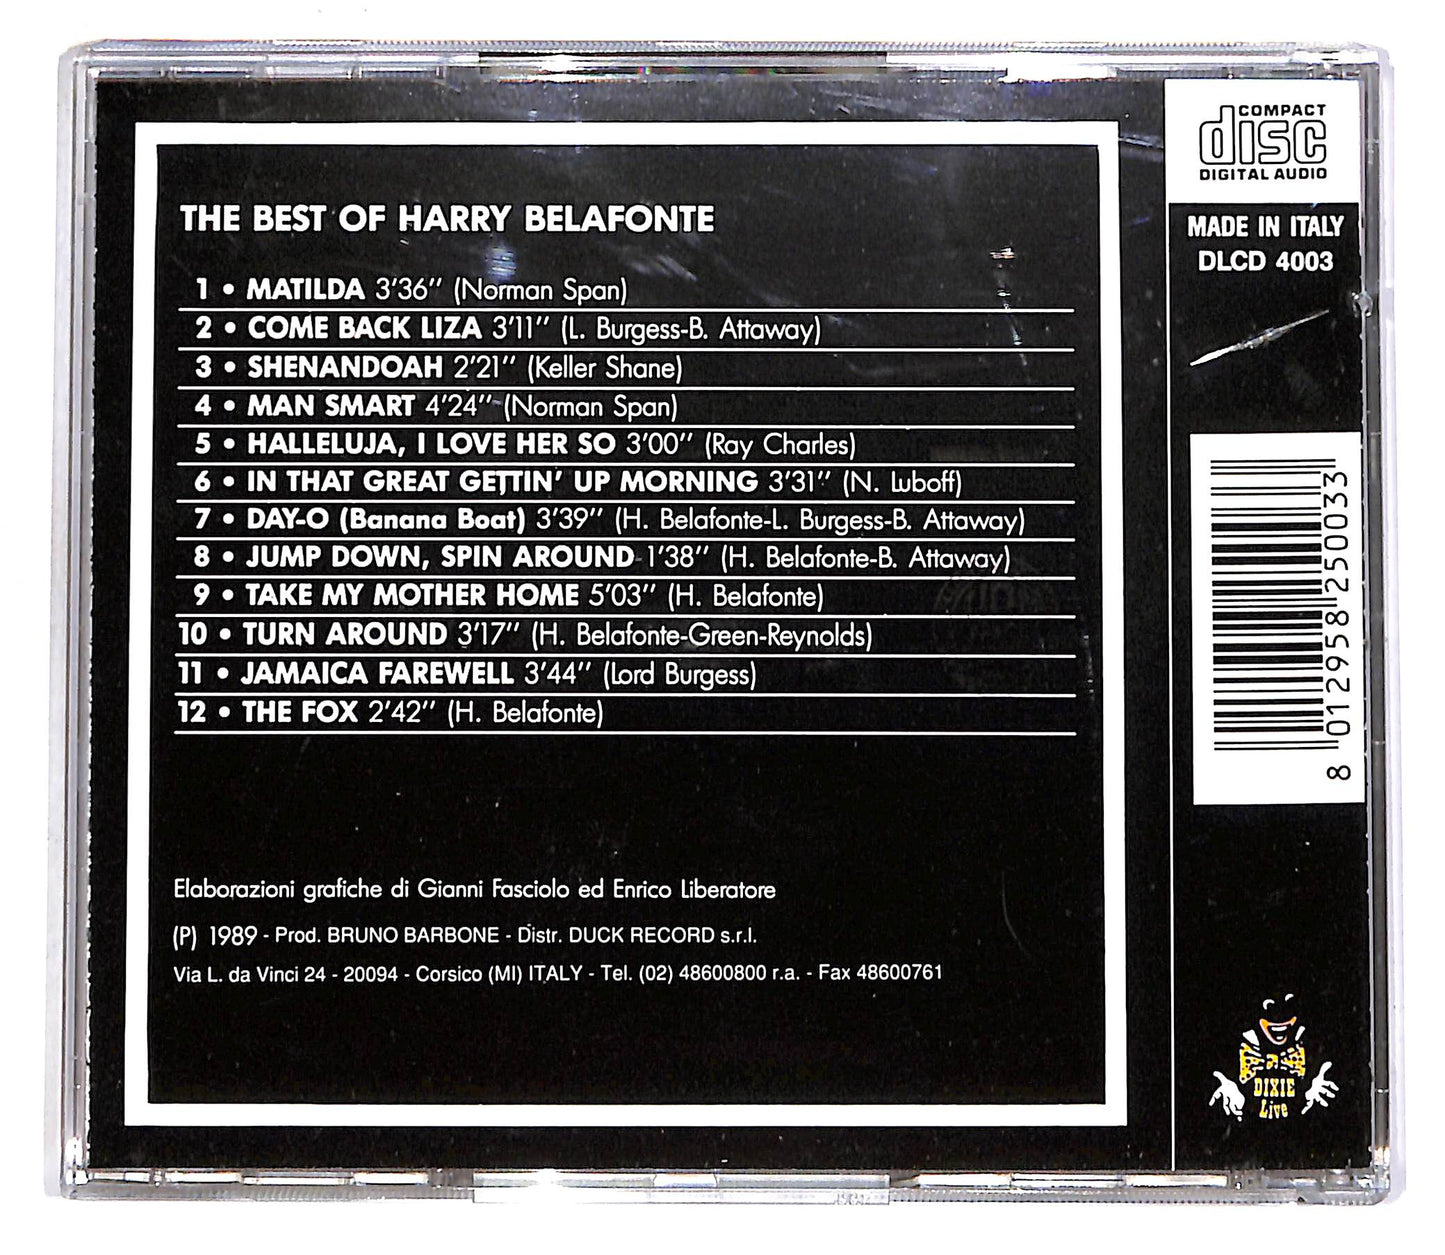 THE BEST OF HARRY BELAFONTE
1 • MATILDA 3'36" (Norman Span)
2 • COME BACK LIZA 3'11" (L. Burgess-B. Attaway)
3 • SHENANDOAH 2'21" (Keller Shane)
4 • MAN SMART 4'24" (Norman Span)
5 • HALLELUJA, I LOVE HER SO 3'00" (Ray Charles)
6 • IN THAT GREAT GETTIN' UP MORNING 3'31" (N. Luboff)
7 • DAY-O (Banana Boat) 3'39" (H. Belafonte-L. Burgess-B. Attaway)
8 • JUMP DOWN, SPIN AROUND 1'38" (H. Belafonte-B. Attaway)
9 • TAKE MY MOTHER HOME 5'03" (H. Belafonte)
10 • TURN AROUND 3'17" (H. Belafonte-Green-Reynolds)
11 • JAMAICA FAREWELL 3'44" (Lord Burgess)
12 • THE FOX 2'42" (H. Belafonte)
Elaborazioni grafiche di Gianni Fasciolo ed Enrico Liberatore
(P) 1989 - Prod. BRUNO BARBONE - Distr. DUCK RECORD s.r.l.
Via L. da Vinci 24 - 20094 - Corsico (MI) ITALY - Tel. (02) 48600800 r.a. - Fax 48600761
COMPACT
disc
DIGITAL AUDIO
MADE IN ITALY
DLCD 4003
8 012958 250033
DIXIE
Live